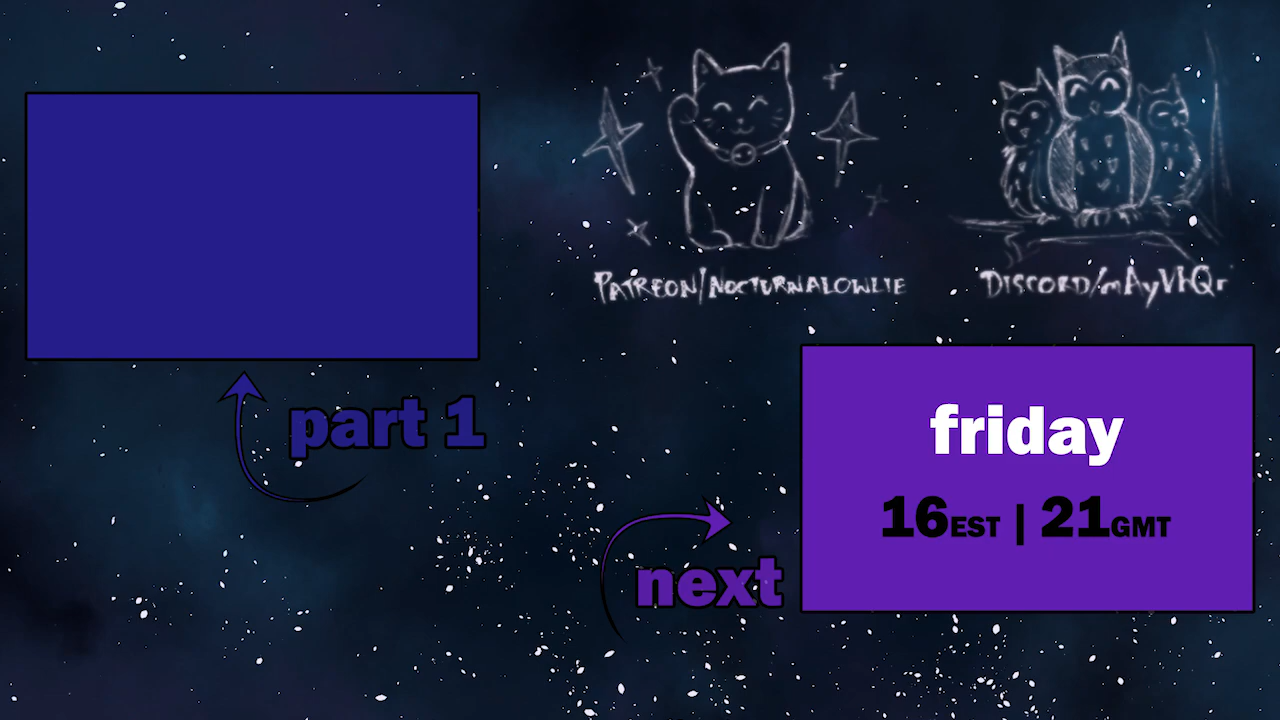 PATREON/NOCTURNALOWLIE
DISCORD/mAyVhQr
part 1
friday
16EST | 21GMT
next